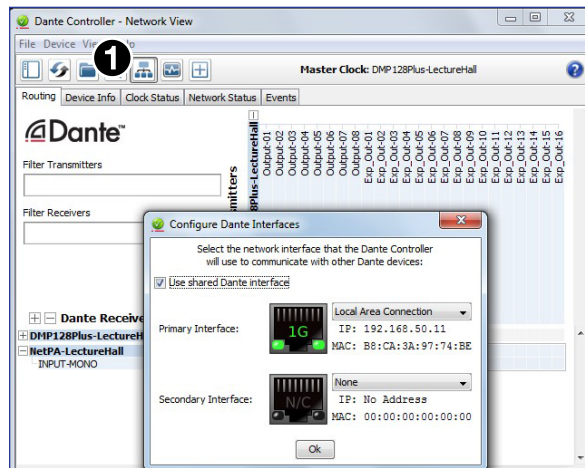 Dante Controller - Network View
File Device
1
Master Clock: DMP128Plus-LectureHall
?
Routing Device Info Clock Status Network Status Events
Dante™
Filter Transmitters
Filter Receivers
Output-01
Output-02
Output-03
Output-04
Output-05
Output-06
Output-07
Output-08
Exp_Out-01
Exp_Out-02
Exp_Out-03
Exp_Out-04
Exp_Out-05
Exp_Out-06
Exp_Out-07
Exp_Out-08
Exp_Out-09
Exp_Out-10
Exp_Out-11
Exp_Out-12
Exp_Out-13
Exp_Out-14
Exp_Out-15
Exp_Out-16
Configure Dante Interfaces
Select the network interface that the Dante Controller
will use to communicate with other Dante devices:
Use shared Dante interface
Primary Interface:
1G
Local Area Connection
IP: 192.168.50.11
MAC: B8:CA:3A:97:74:BE
Secondary Interface:
N/C
None
IP: No Address
MAC: 00:00:00:00:00:00
Ok
Dante Receive
DMP128Plus-LectureH
NetPA-LectureHall
INPUT-MONO